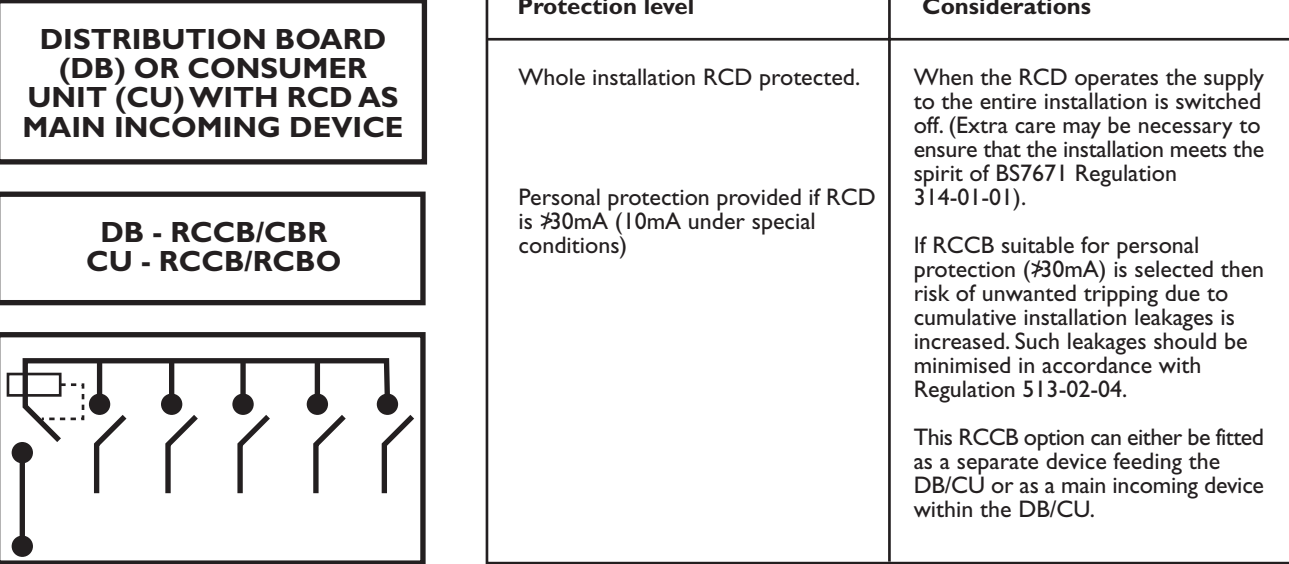 DISTRIBUTION BOARD
(DB) OR CONSUMER
UNIT (CU) WITH RCD AS
MAIN INCOMING DEVICE
DB - RCCB/CBR
CU - RCCB/RCBO
Protection level
Considerations
Whole installation RCD protected.
Personal protection provided if RCD
is ≯30mA (10mA under special
conditions)
When the RCD operates the supply
to the entire installation is switched
off. (Extra care may be necessary to
ensure that the installation meets the
spirit of BS7671 Regulation
314-01-01).
If RCCB suitable for personal
protection (≯30mA) is selected then
risk of unwanted tripping due to
cumulative installation leakages is
increased. Such leakages should be
minimised in accordance with
Regulation 513-02-04.
This RCCB option can either be fitted
as a separate device feeding the
DB/CU or as a main incoming device
within the DB/CU.